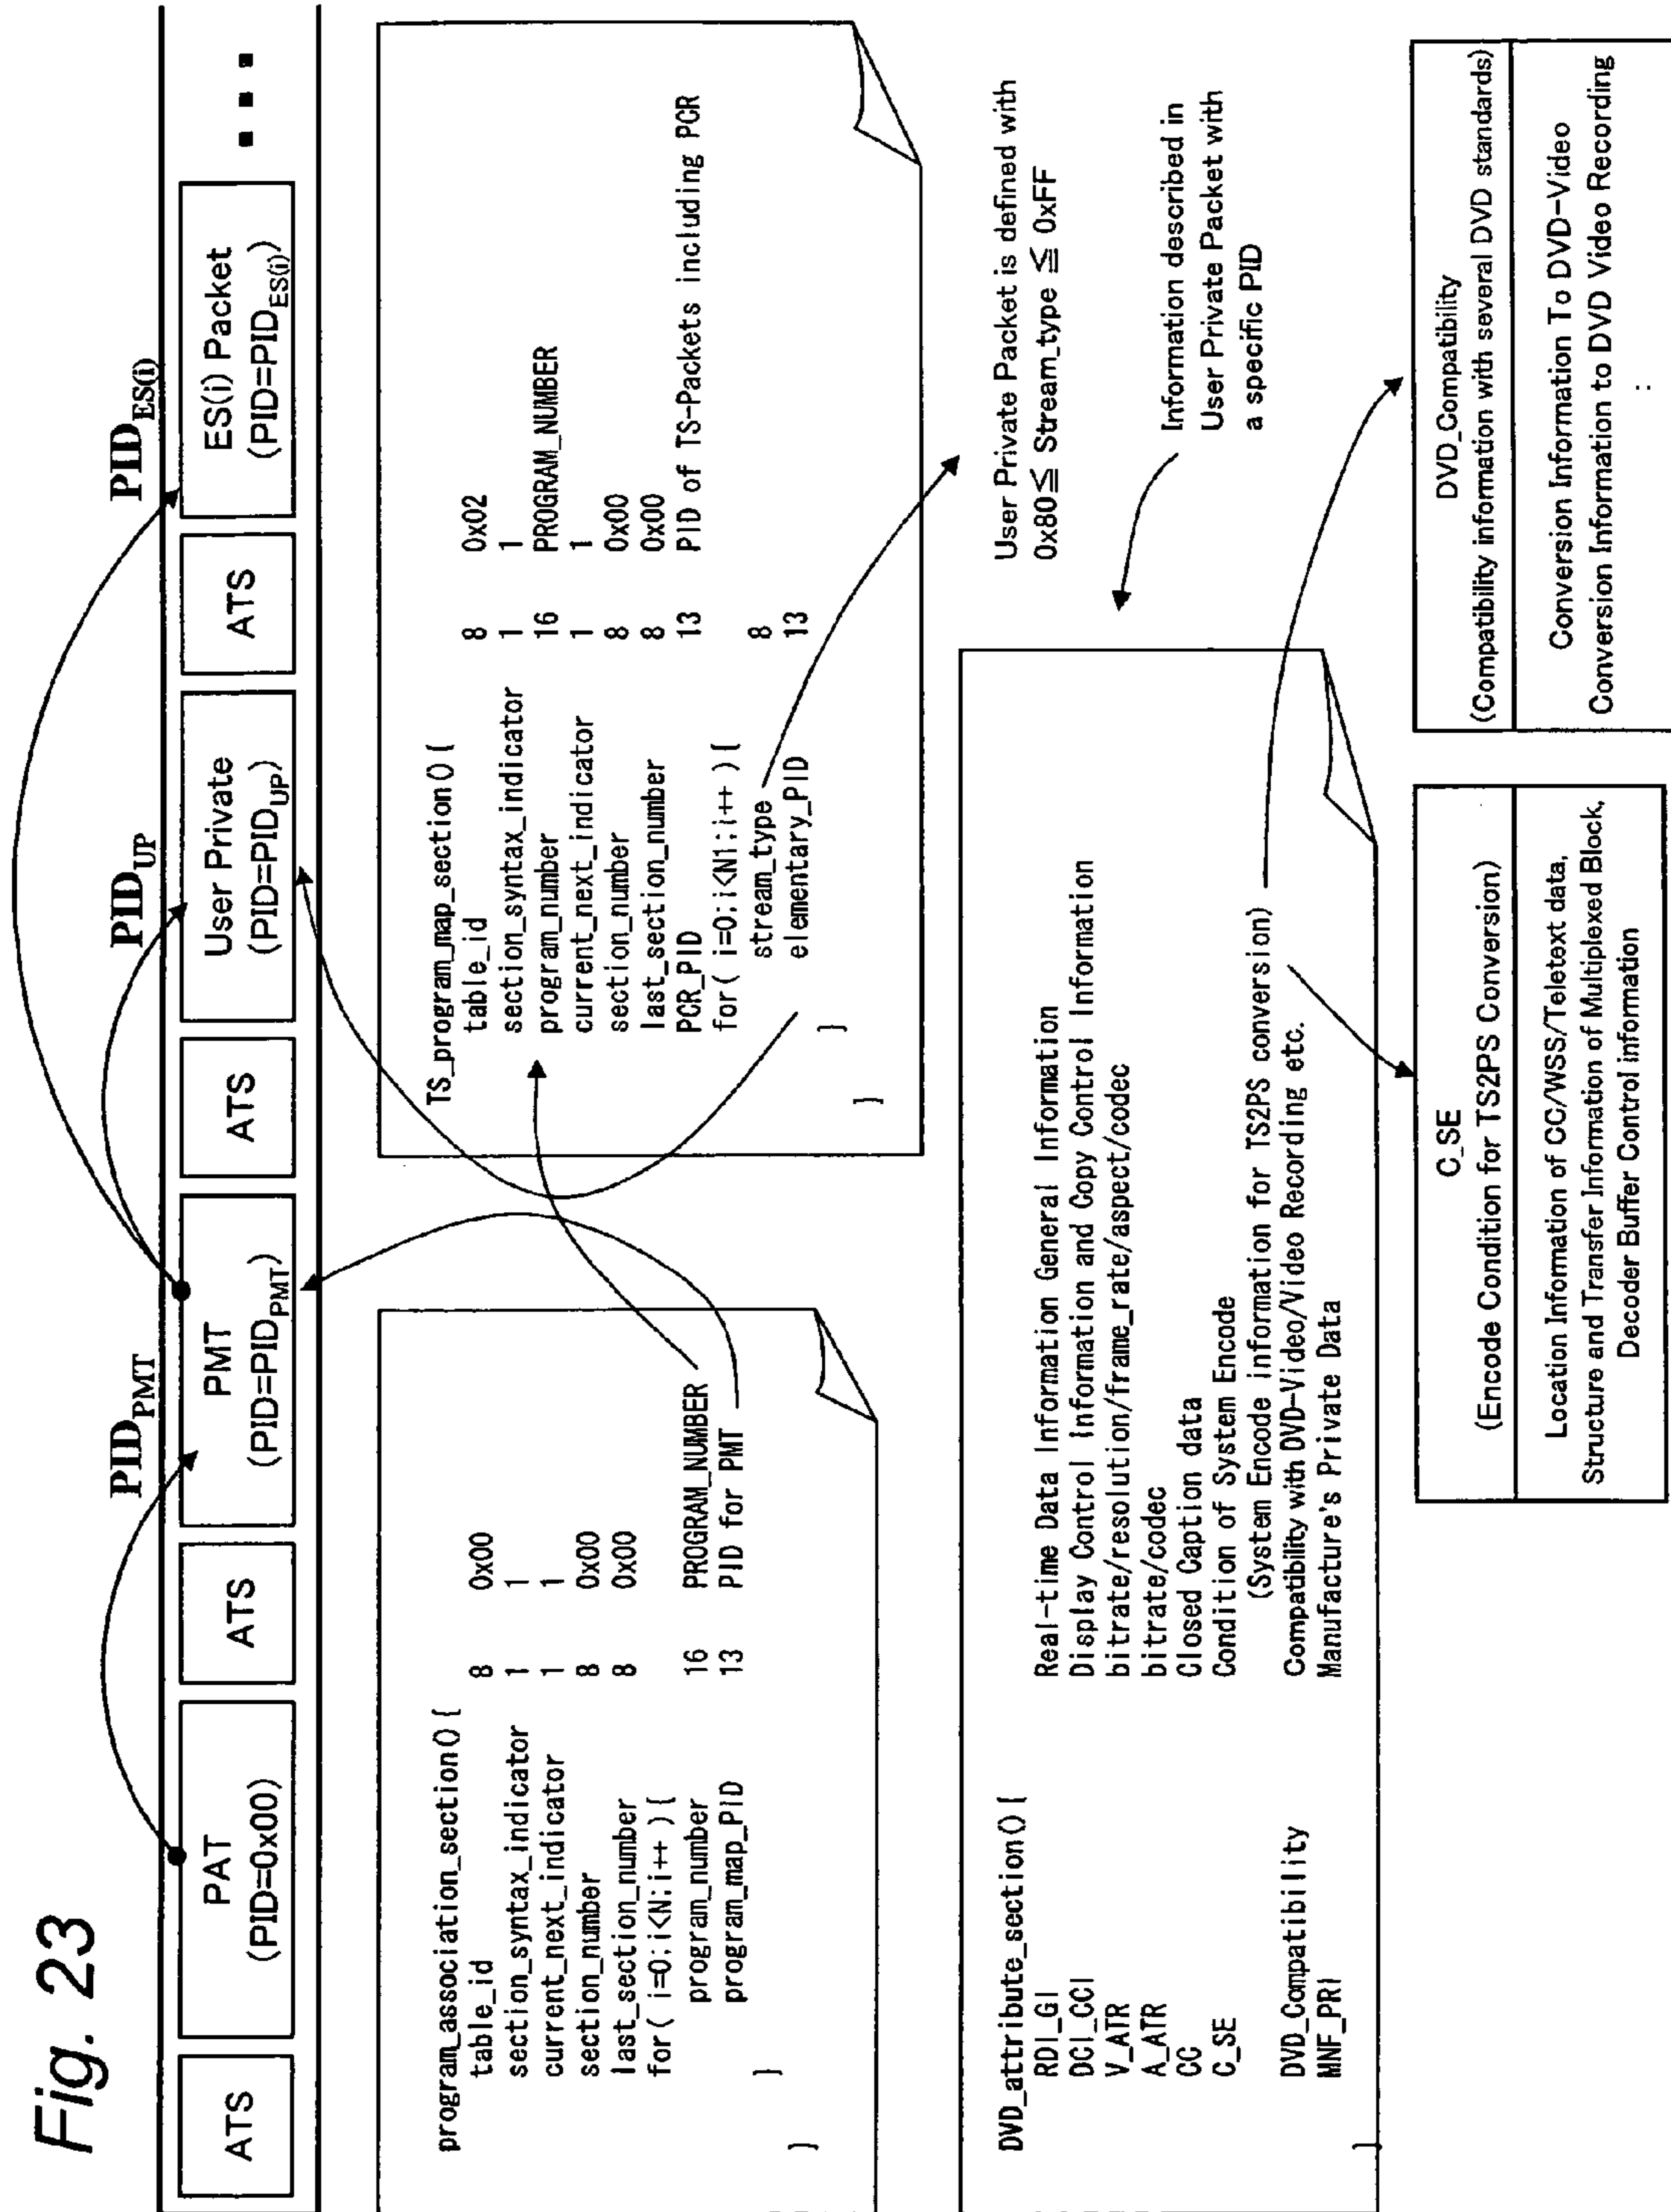 Fig. 23
PID_PMT
PID_UP
PID_ES(i)
ATS
PAT
(PID=0x00)
ATS
PMT
(PID=PID_PMT)
ATS
User Private
(PID=PID_UP)
ATS
ES(i) Packet
(PID=PID_ES(i))
...
program_association_section(){
table_id 8 0x00
section_syntax_indicator 1 1
current_next_indicator 1 1
section_number 8 0x00
last_section_number 8 0x00
for( i=0;i<N;i++ ){
program_number 16 PROGRAM_NUMBER
program_map_PID 13 PID for PMT
}
}
TS_program_map_section(){
table_id 8 0x02
section_syntax_indicator 1 1
program_number 16 PROGRAM_NUMBER
current_next_indicator 1 1
section_number 8 0x00
last_section_number 8 0x00
PCR_PID 13 PID of TS-Packets including PCR
for( i=0;i<N1;i++ ){
stream_type 8
elementary_PID 13
}
}
User Private Packet is defined with
0x80≦ Stream_type ≦ 0xFF
DVD_attribute_section(){
RDI_GI Real-time Data Information General Information
DCI_CCI Display Control Information and Copy Control Information
V_ATR bitrate/resolution/frame_rate/aspect/codec
A_ATR bitrate/codec
CC Closed Caption data
C_SE Condition of System Encode
(System Encode information for TS2PS conversion)
DVD_Compatibility Compatibility with DVD-Video/Video Recording etc.
MNF_PRI Manufacture's Private Data
}
Information described in
User Private Packet with
a specific PID
C_SE
(Encode Condition for TS2PS Conversion)
Location Information of CC/WSS/Teletext data,
Structure and Transfer Information of Multiplexed Block,
Decoder Buffer Control information
DVD_Compatibility
(Compatibility information with several DVD standards)
Conversion Information To DVD-Video
Conversion Information to DVD Video Recording
: